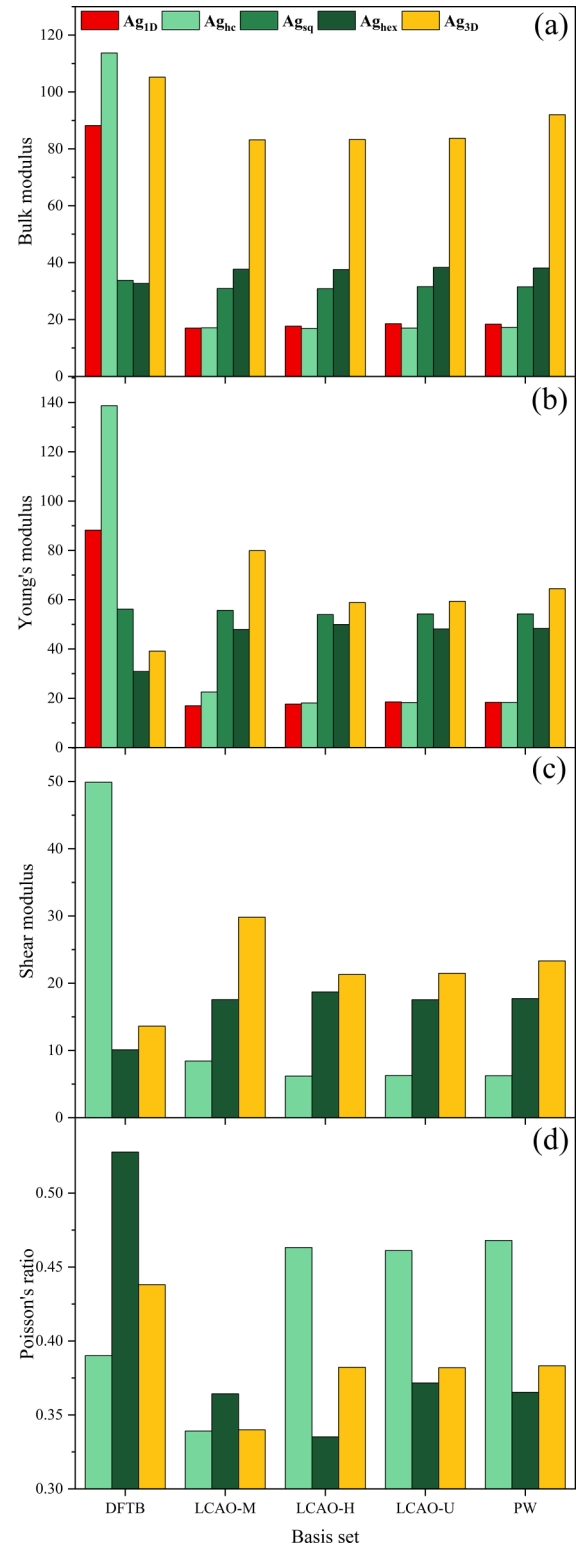 Ag1D Aghc Agsq Aghex Ag3D
(a)
Bulk modulus
120
100
80
60
40
20
0
(b)
Young's modulus
140
120
100
80
60
40
20
0
(c)
Shear modulus
50
40
30
20
10
0
(d)
Poisson's ratio
0.50
0.45
0.40
0.35
0.30
DFTB LCAO-M LCAO-H LCAO-U PW
Basis set